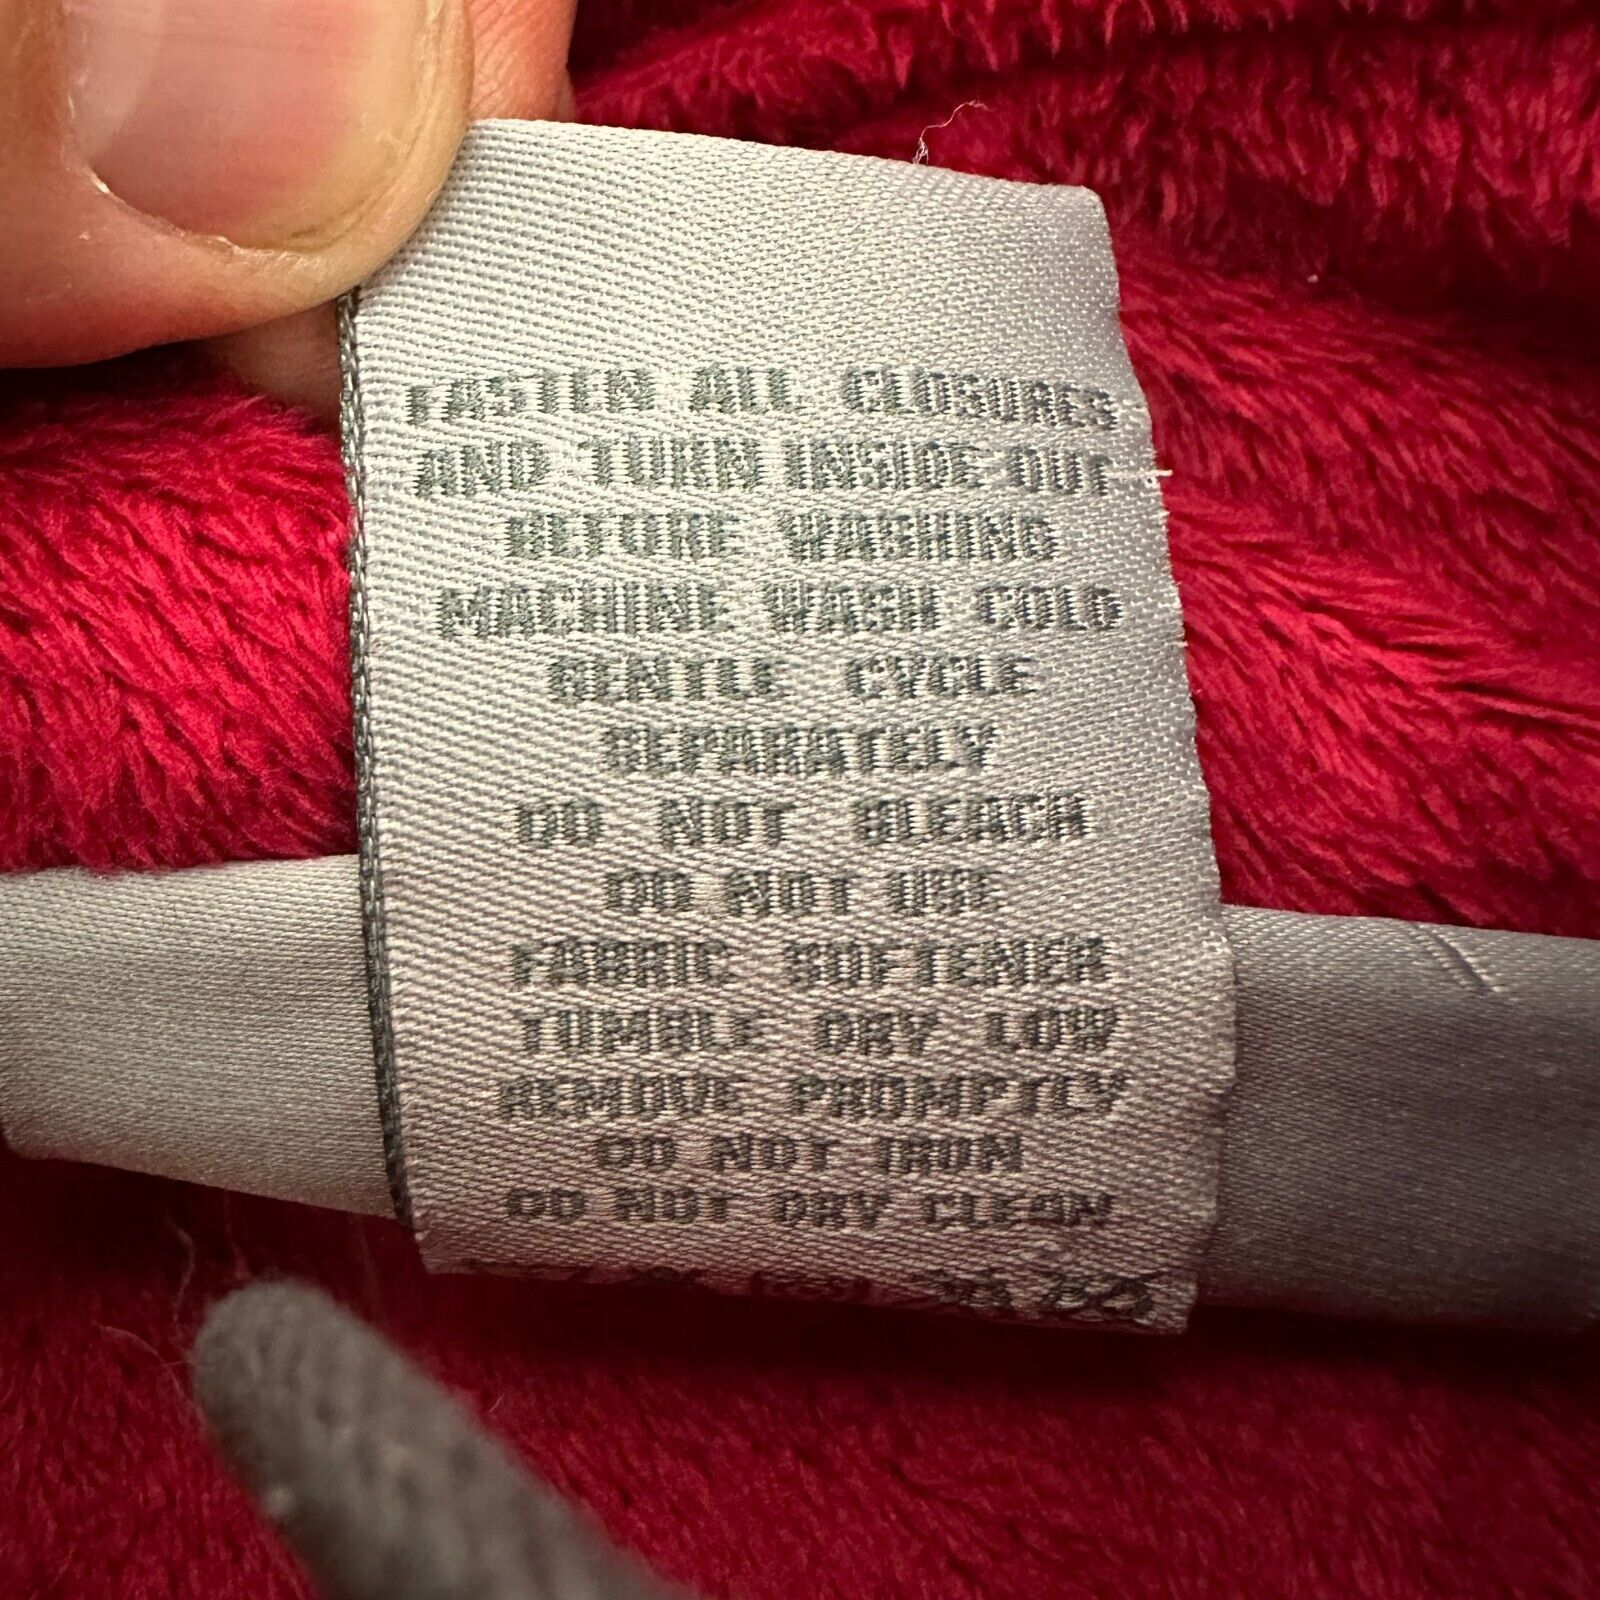 FASTEN ALL CLOSURES
AND TURN INSIDE OUT
BEFORE WASHING
MACHINE WASH COLD
GENTLE CYCLE
SEPARATELY
DO NOT BLEACH
DO NOT USE
FABRIC SOFTENER
TUMBLE DRY LOW
REMOVE PROMPTLY
DO NOT IRON
DO NOT DRY CLEAN